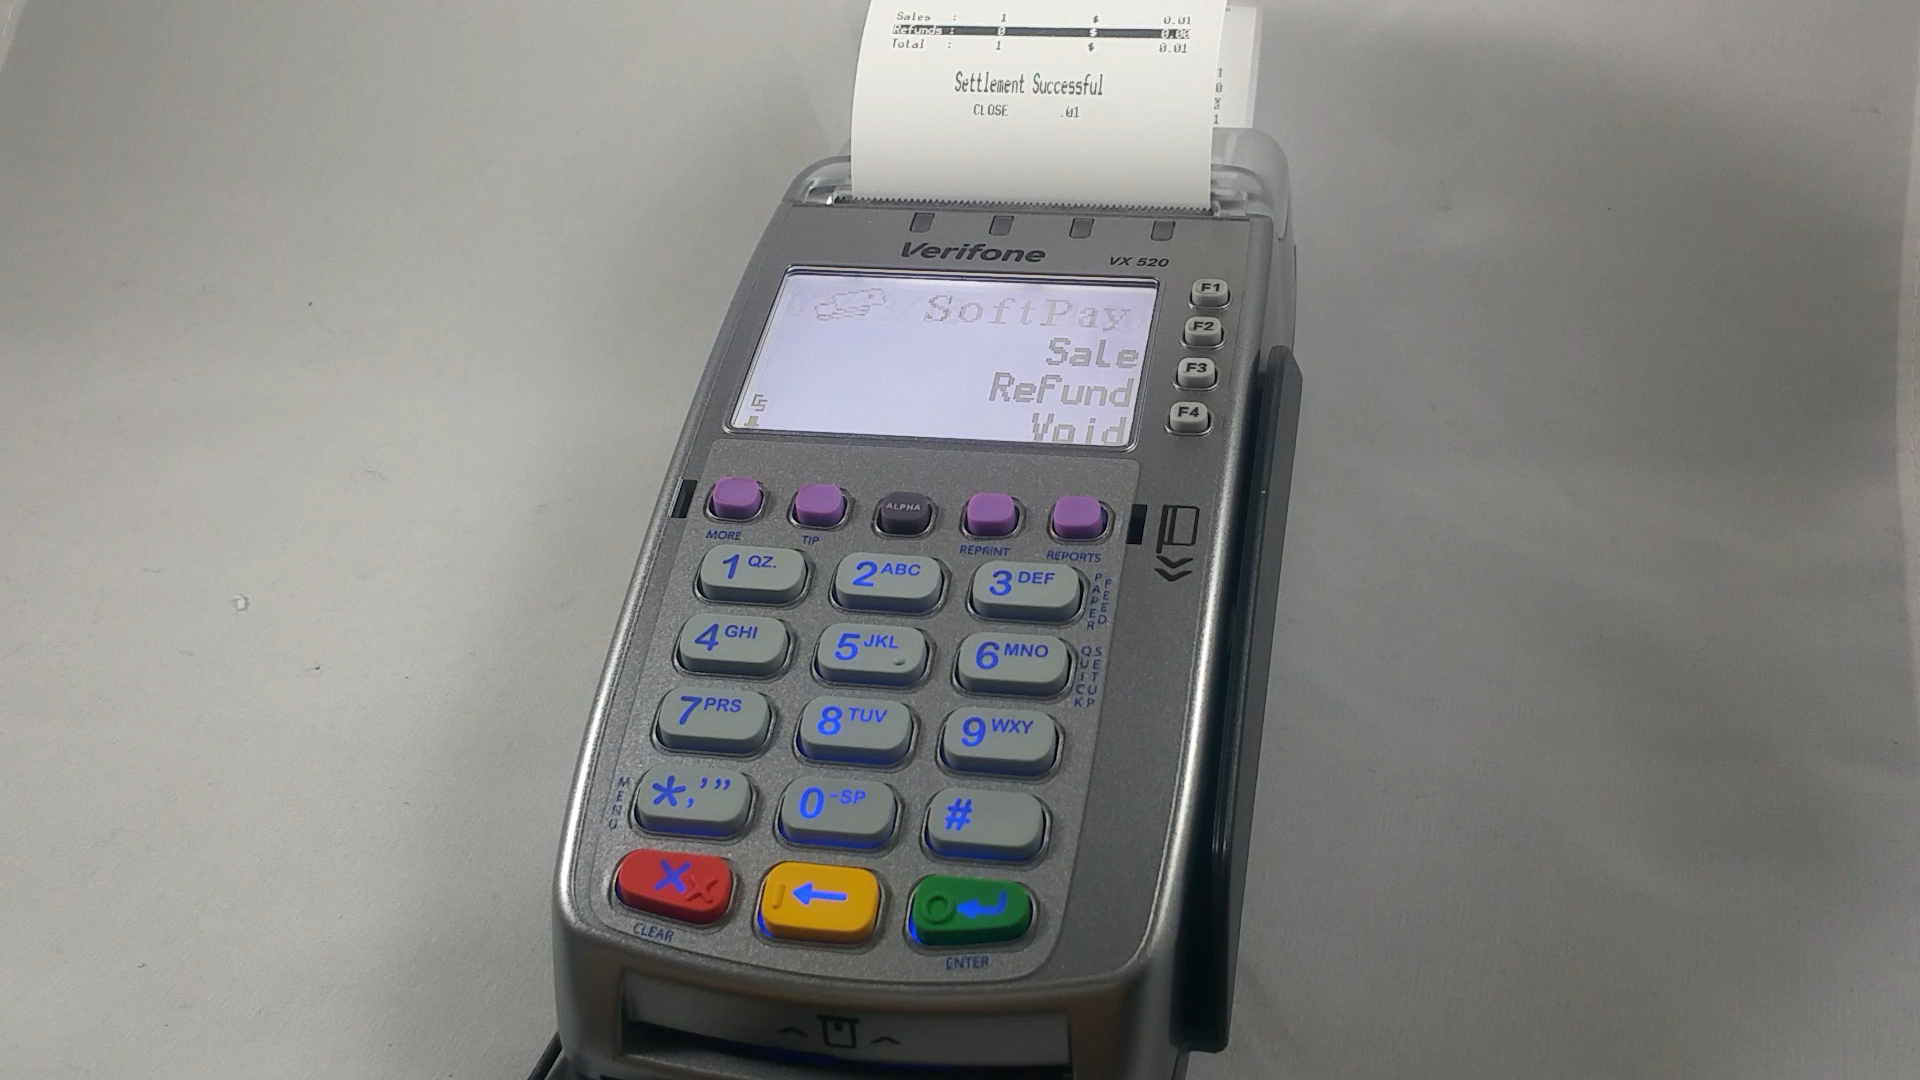 Sales : 1 $ 0.01
Refunds : 0 $ 0.00
Total : 1 $ 0.01
Settlement Successful
CLOSE .01
1
0
1
Verifone VX 520
SoftPay
Sale
Refund
Void
F1
F2
F3
F4
ALPHA
MORE TIP REPRINT REPORTS
1 QZ. 2 ABC 3 DEF
PAPER FEED
4 GHI 5 JKL 6 MNO
QUICK SETUP
7 PRS 8 TUV 9 WXY
MENU
*,'" 0 -SP #
CLEAR
ENTER